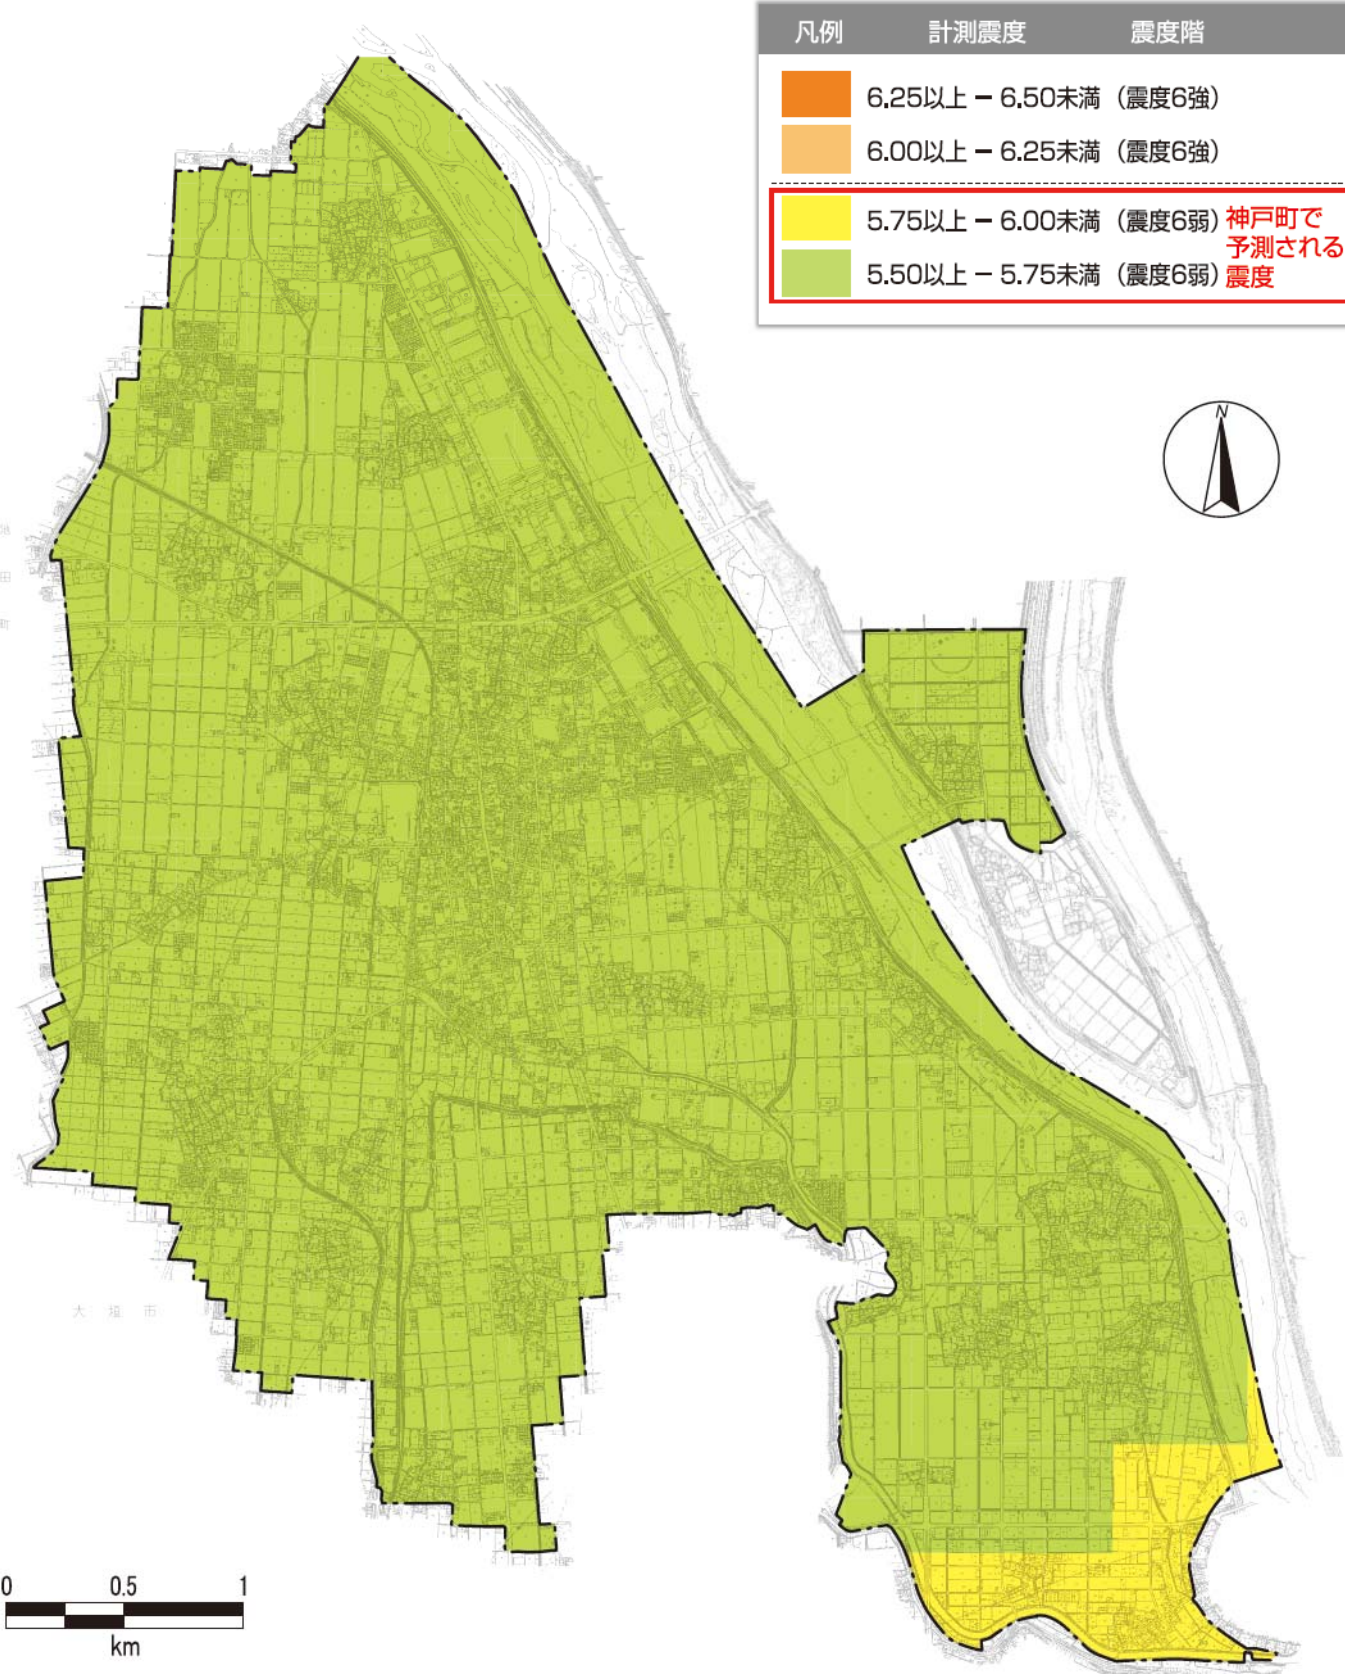 凡例 計測震度 震度階
6.25以上 − 6.50未満 (震度6強)
6.00以上 − 6.25未満 (震度6強)
5.75以上 − 6.00未満 (震度6弱)
5.50以上 − 5.75未満 (震度6弱)
神戸町で
予測される
震度
N
池田町
大垣市
0 0.5 1
km